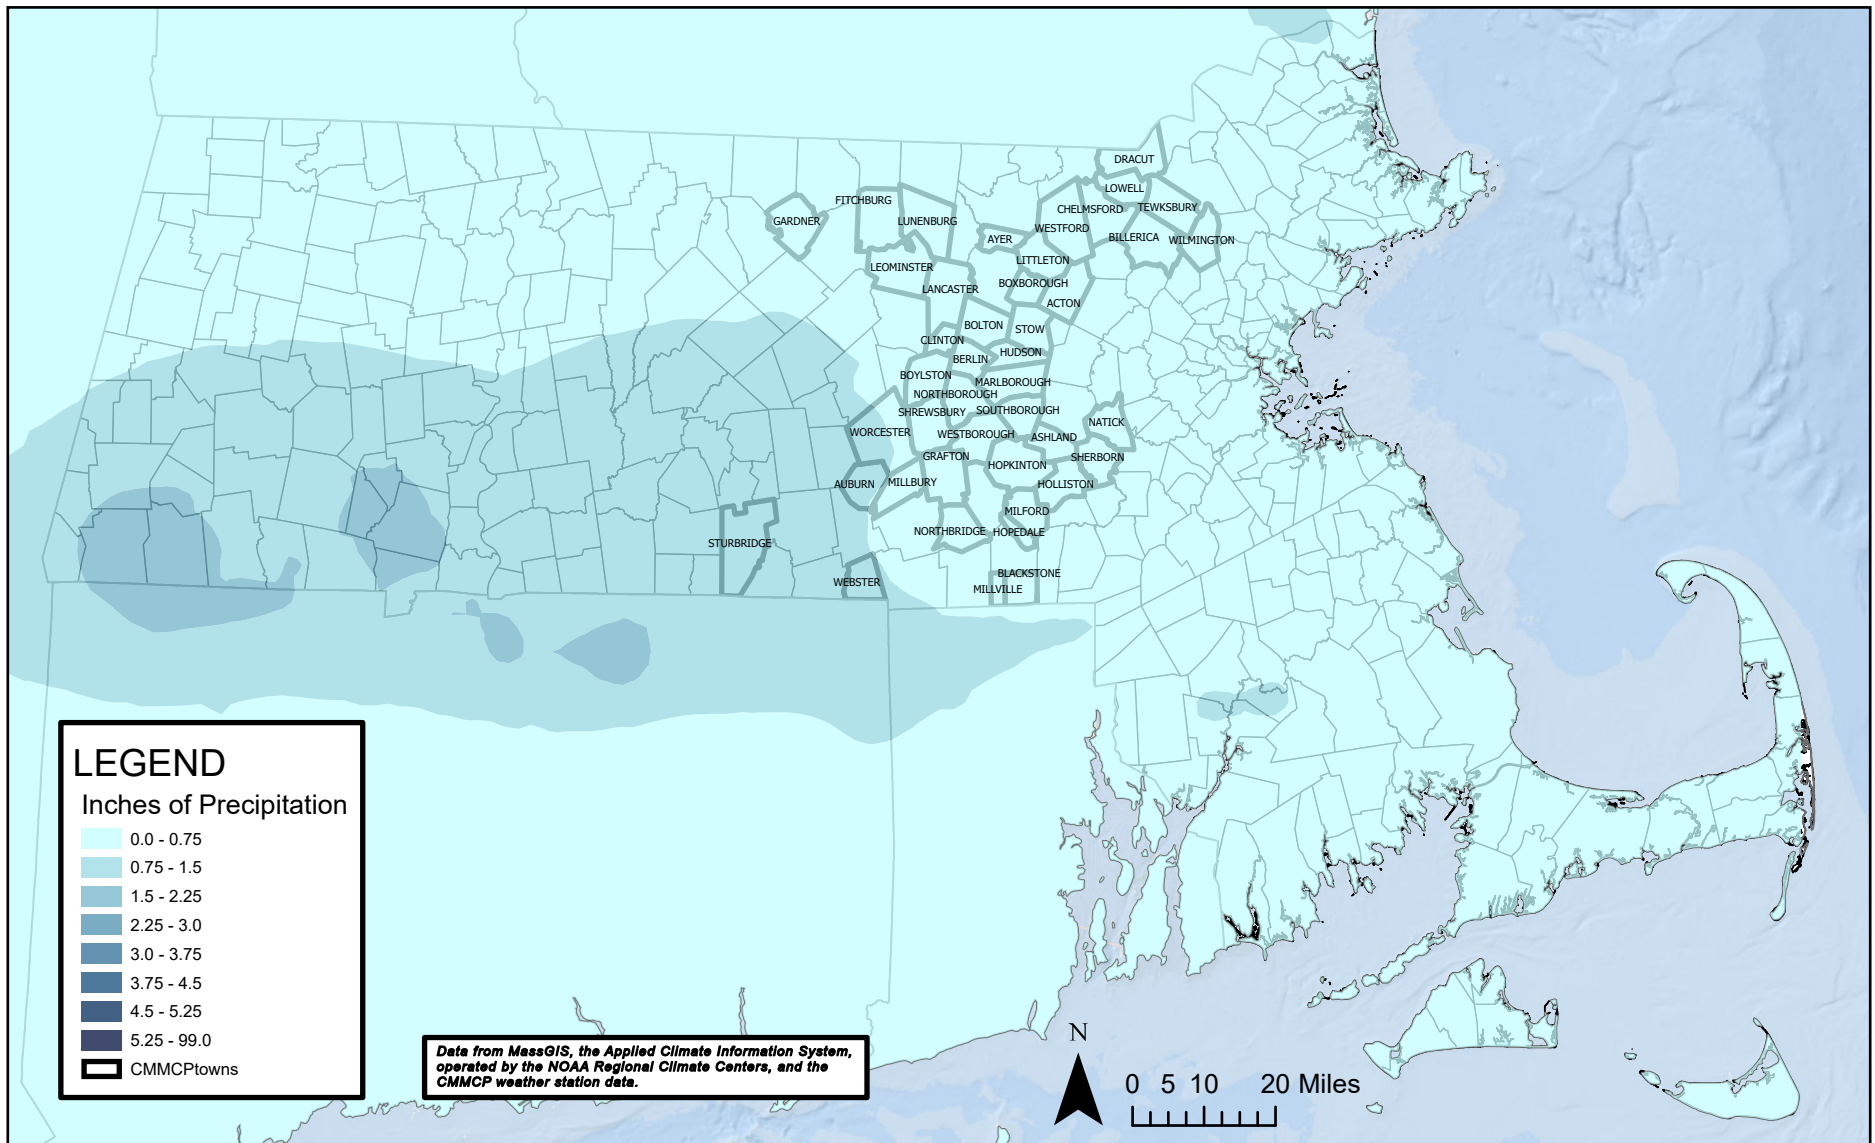 DRACUT
LOWELL
FITCHBURG
CHELMSFORD
TEWKSBURY
GARDNER
LUNENBURG
WESTFORD
AYER
BILLERICA
WILMINGTON
LITTLETON
LEOMINSTER
BOXBOROUGH
LANCASTER
ACTON
BOLTON
STOW
CLINTON
HUDSON
BERLIN
BOYLSTON
MARLBOROUGH
NORTHBOROUGH
SHREWSBURY
SOUTHBOROUGH
NATICK
WORCESTER
WESTBOROUGH
ASHLAND
GRAFTON
SHERBORN
HOPKINTON
AUBURN
MILLBURY
HOLLISTON
MILFORD
NORTHBRIDGE
HOPEDALE
STURBRIDGE
BLACKSTONE
WEBSTER
MILLVILLE
LEGEND
Inches of Precipitation
0.0 - 0.75
0.75 - 1.5
1.5 - 2.25
2.25 - 3.0
3.0 - 3.75
3.75 - 4.5
4.5 - 5.25
5.25 - 99.0
CMMCPtowns
Data from MassGIS, the Applied Climate Information System,
operated by the NOAA Regional Climate Centers, and the
CMMCP weather station data.
N
0 5 10 20 Miles